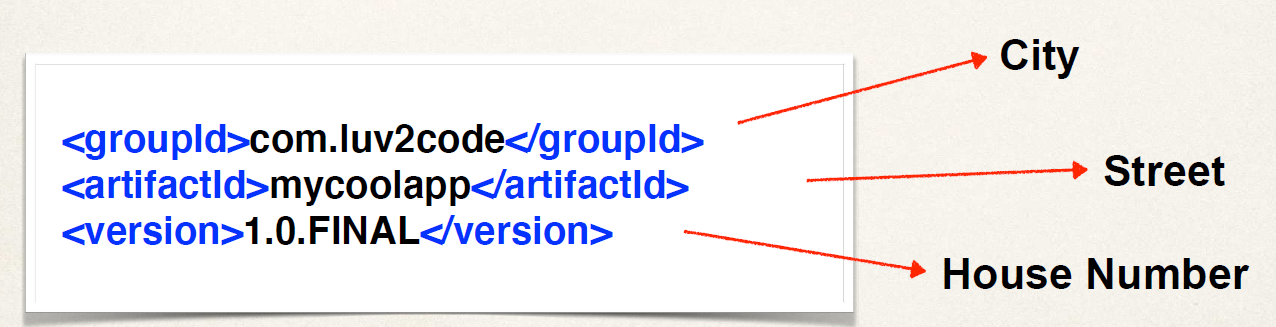 City
<groupId>com.luv2code</groupId>
<artifactId>mycoolapp</artifactId>
Street
<version>1.0.FINAL</version>
House Number